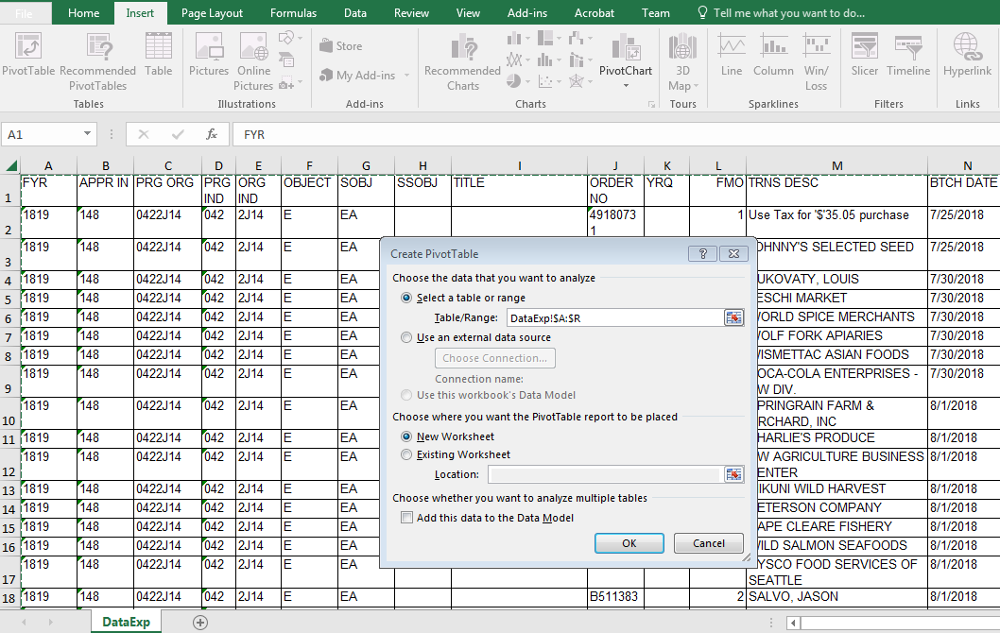 File Home Insert Page Layout Formulas Data Review View Add-ins Acrobat Team Tell me what you want to do...
PivotTable Recommended PivotTables Table Pictures Online Pictures Store My Add-ins Recommended Charts PivotChart 3D Map Line Column Win/ Loss Slicer Timeline Hyperlink
Tables Illustrations Add-ins Charts Tours Sparklines Filters Links
A1 fx FYR
A B C D E F G H I J K L M N
1 FYR APPR IN PRG ORG PRG IND ORG IND OBJECT SOBJ SSOBJ TITLE ORDER NO YRQ FMO TRNS DESC BTCH DATE
2 1819 148 0422J14 042 2J14 E EA 4918073 1 1 Use Tax for '$'35.05 purchase 7/25/2018
3 1819 148 0422J14 042 2J14 E EA OHNNY'S SELECTED SEED 7/25/2018
4 1819 148 0422J14 042 2J14 E EA UKOVATY, LOUIS 7/30/2018
5 1819 148 0422J14 042 2J14 E EA ESCHI MARKET 7/30/2018
6 1819 148 0422J14 042 2J14 E EA WORLD SPICE MERCHANTS 7/30/2018
7 1819 148 0422J14 042 2J14 E EA WOLF FORK APIARIES 7/30/2018
8 1819 148 0422J14 042 2J14 E EA WISMETTAC ASIAN FOODS 7/30/2018
9 1819 148 0422J14 042 2J14 E EA OCA-COLA ENTERPRISES - W DIV. 7/30/2018
10 1819 148 0422J14 042 2J14 E EA PRINGRAIN FARM & RCHARD, INC 8/1/2018
11 1819 148 0422J14 042 2J14 E EA HARLIE'S PRODUCE 8/1/2018
12 1819 148 0422J14 042 2J14 E EA W AGRICULTURE BUSINESS ENTER 8/1/2018
13 1819 148 0422J14 042 2J14 E EA IKUNI WILD HARVEST 8/1/2018
14 1819 148 0422J14 042 2J14 E EA ETERSON COMPANY 8/1/2018
15 1819 148 0422J14 042 2J14 E EA APE CLEARE FISHERY 8/1/2018
16 1819 148 0422J14 042 2J14 E EA WILD SALMON SEAFOODS 8/1/2018
17 1819 148 0422J14 042 2J14 E EA YSCO FOOD SERVICES OF SEATTLE 8/1/2018
18 1819 148 0422J14 042 2J14 E EA B511383 2 SALVO, JASON 8/1/2018
Create PivotTable ?
Choose the data that you want to analyze
Select a table or range
Table/Range: DataExp!$A:$R
Use an external data source
Choose Connection...
Connection name:
Use this workbook's Data Model
Choose where you want the PivotTable report to be placed
New Worksheet
Existing Worksheet
Location:
Choose whether you want to analyze multiple tables
Add this data to the Data Model
OK Cancel
DataExp